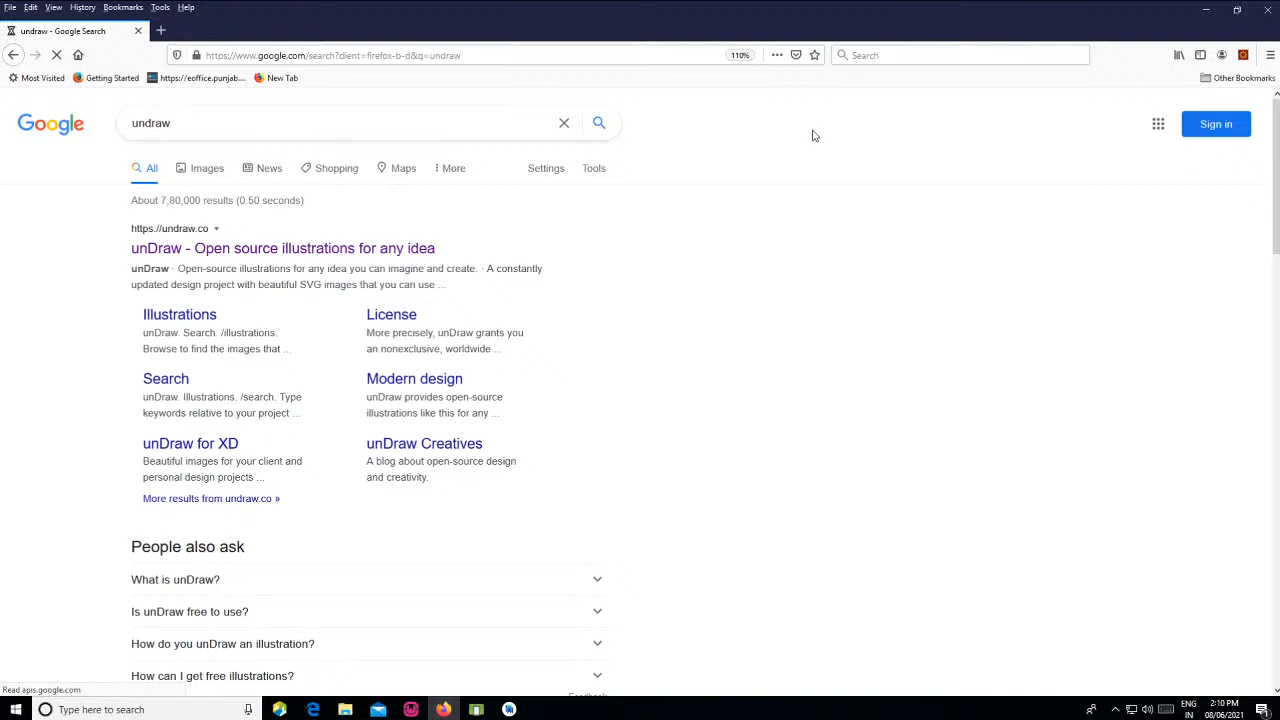 File Edit View History Bookmarks Tools Help
undraw - Google Search
https://www.google.com/search?client=firefox-b-d&q=undraw 110% Search
Most Visited Getting Started https://eoffice.punjab... New Tab Other Bookmarks
Google undraw Sign in
All Images News Shopping Maps More Settings Tools
About 7,80,000 results (0.50 seconds)
https://undraw.co
unDraw - Open source illustrations for any idea
unDraw · Open-source illustrations for any idea you can imagine and create. · A constantly
updated design project with beautiful SVG images that you can use ...
Illustrations
unDraw. Search. /illustrations.
Browse to find the images that ...
License
More precisely, unDraw grants you
an nonexclusive, worldwide ...
Search
unDraw. Illustrations. /search. Type
keywords relative to your project ...
Modern design
unDraw provides open-source
illustrations like this for any ...
unDraw for XD
Beautiful images for your client and
personal design projects ...
unDraw Creatives
A blog about open-source design
and creativity.
More results from undraw.co »
People also ask
What is unDraw?
Is unDraw free to use?
How do you unDraw an illustration?
How can I get free illustrations?
Feedback
Read apis.google.com
Type here to search
ENG
IN
2:10 PM
08/06/2021